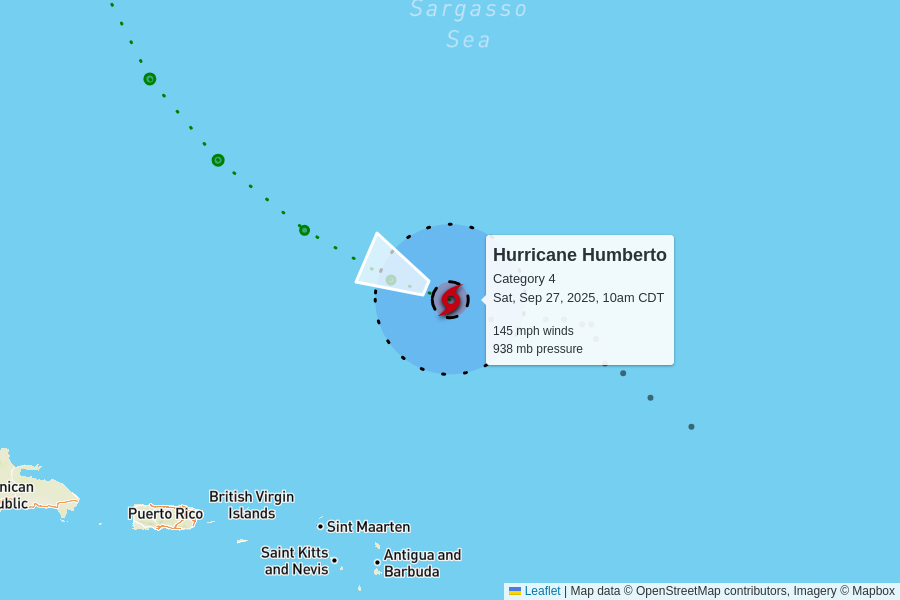 Sargasso
Sea
Hurricane Humberto
Category 4
Sat, Sep 27, 2025, 10am CDT
145 mph winds
938 mb pressure
nican
ublic
Puerto Rico
British Virgin
Islands
Sint Maarten
Saint Kitts
and Nevis
Antigua and
Barbuda
Leaflet | Map data © OpenStreetMap contributors, Imagery © Mapbox